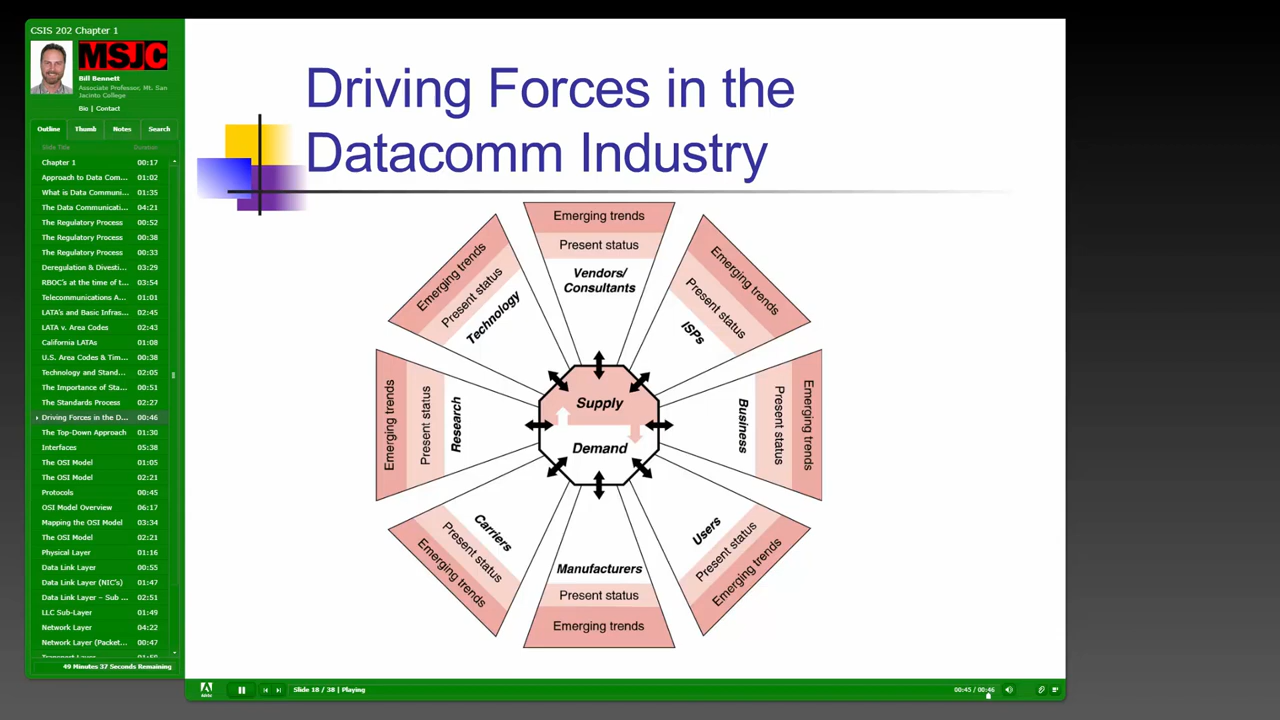 CSIS 202 Chapter 1
MSJC
Bill Bennett
Associate Professor, Mt. San
Jacinto College
Bio | Contact
Outline Thumb Notes Search
Slide Title Duration
Chapter 1 00:17
Approach to Data Com... 01:02
What is Data Communi... 01:35
The Data Communicati... 04:21
The Regulatory Process 00:52
The Regulatory Process 00:38
The Regulatory Process 00:33
Deregulation & Divesti... 03:29
RBOC's at the time of t... 03:54
Telecommunications A... 01:01
LATA's and Basic Infras... 02:45
LATA v. Area Codes 02:43
California LATAs 01:08
U.S. Area Codes & Tim... 00:38
Technology and Stand... 02:05
The Importance of Sta... 00:51
The Standards Process 02:27
Driving Forces in the D... 00:46
The Top-Down Approach 01:30
Interfaces 05:38
The OSI Model 01:05
The OSI Model 02:21
Protocols 00:45
OSI Model Overview 06:17
Mapping the OSI Model 03:34
The OSI Model 02:21
Physical Layer 01:16
Data Link Layer 00:55
Data Link Layer (NIC's) 01:47
Data Link Layer – Sub ... 02:51
LLC Sub-Layer 01:49
Network Layer 04:22
Network Layer (Packet... 00:47
49 Minutes 37 Seconds Remaining
Driving Forces in the
Datacomm Industry
Emerging trends
Present status
Vendors/
Consultants
Emerging trends
Present status
ISPs
Emerging trends
Present status
Business
Emerging trends
Present status
Users
Manufacturers
Present status
Emerging trends
Carriers
Present status
Emerging trends
Emerging trends
Present status
Research
Emerging trends
Present status
Technology
Supply
Demand
Slide 18 / 38 | Playing
00:45 / 00:46